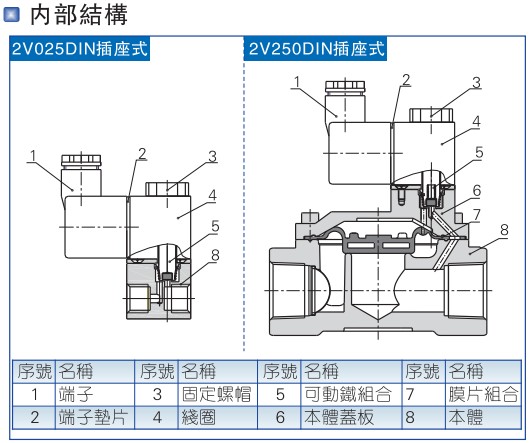 内部結構
2V025DIN插座式
2V250DIN插座式
1
2
3
4
5
8
1
2
3
4
5
6
7
8
序號 名稱 序號 名稱 序號 名稱 序號 名稱
1 端子 3 固定螺帽 5 可動鐵組合 7 膜片組合
2 端子墊片 4 綫圈 6 本體蓋板 8 本體